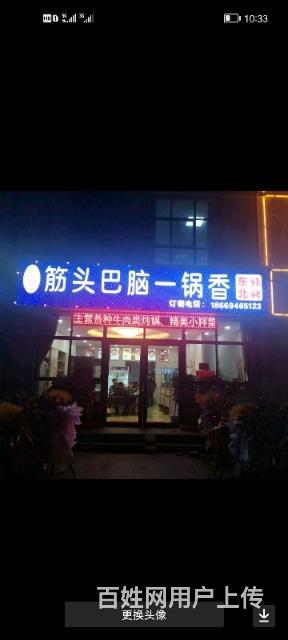 10:33
筋头巴脑一锅香
东北
烧烤
订餐电话：18669465123
主营各种牛肉类炖锅、精美小拌菜
百姓网用户上传
更换头像